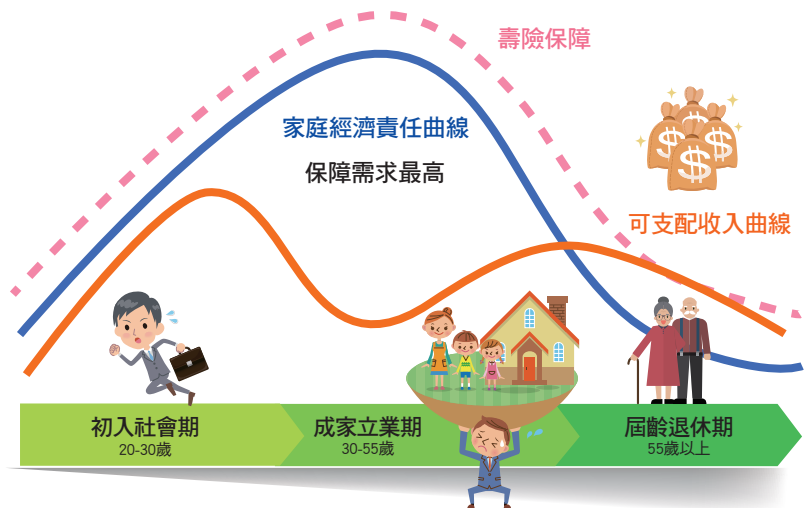 壽險保障
家庭經濟責任曲線
保障需求最高
可支配收入曲線
初入社會期
20-30歲
成家立業期
30-55歲
屆齡退休期
55歲以上